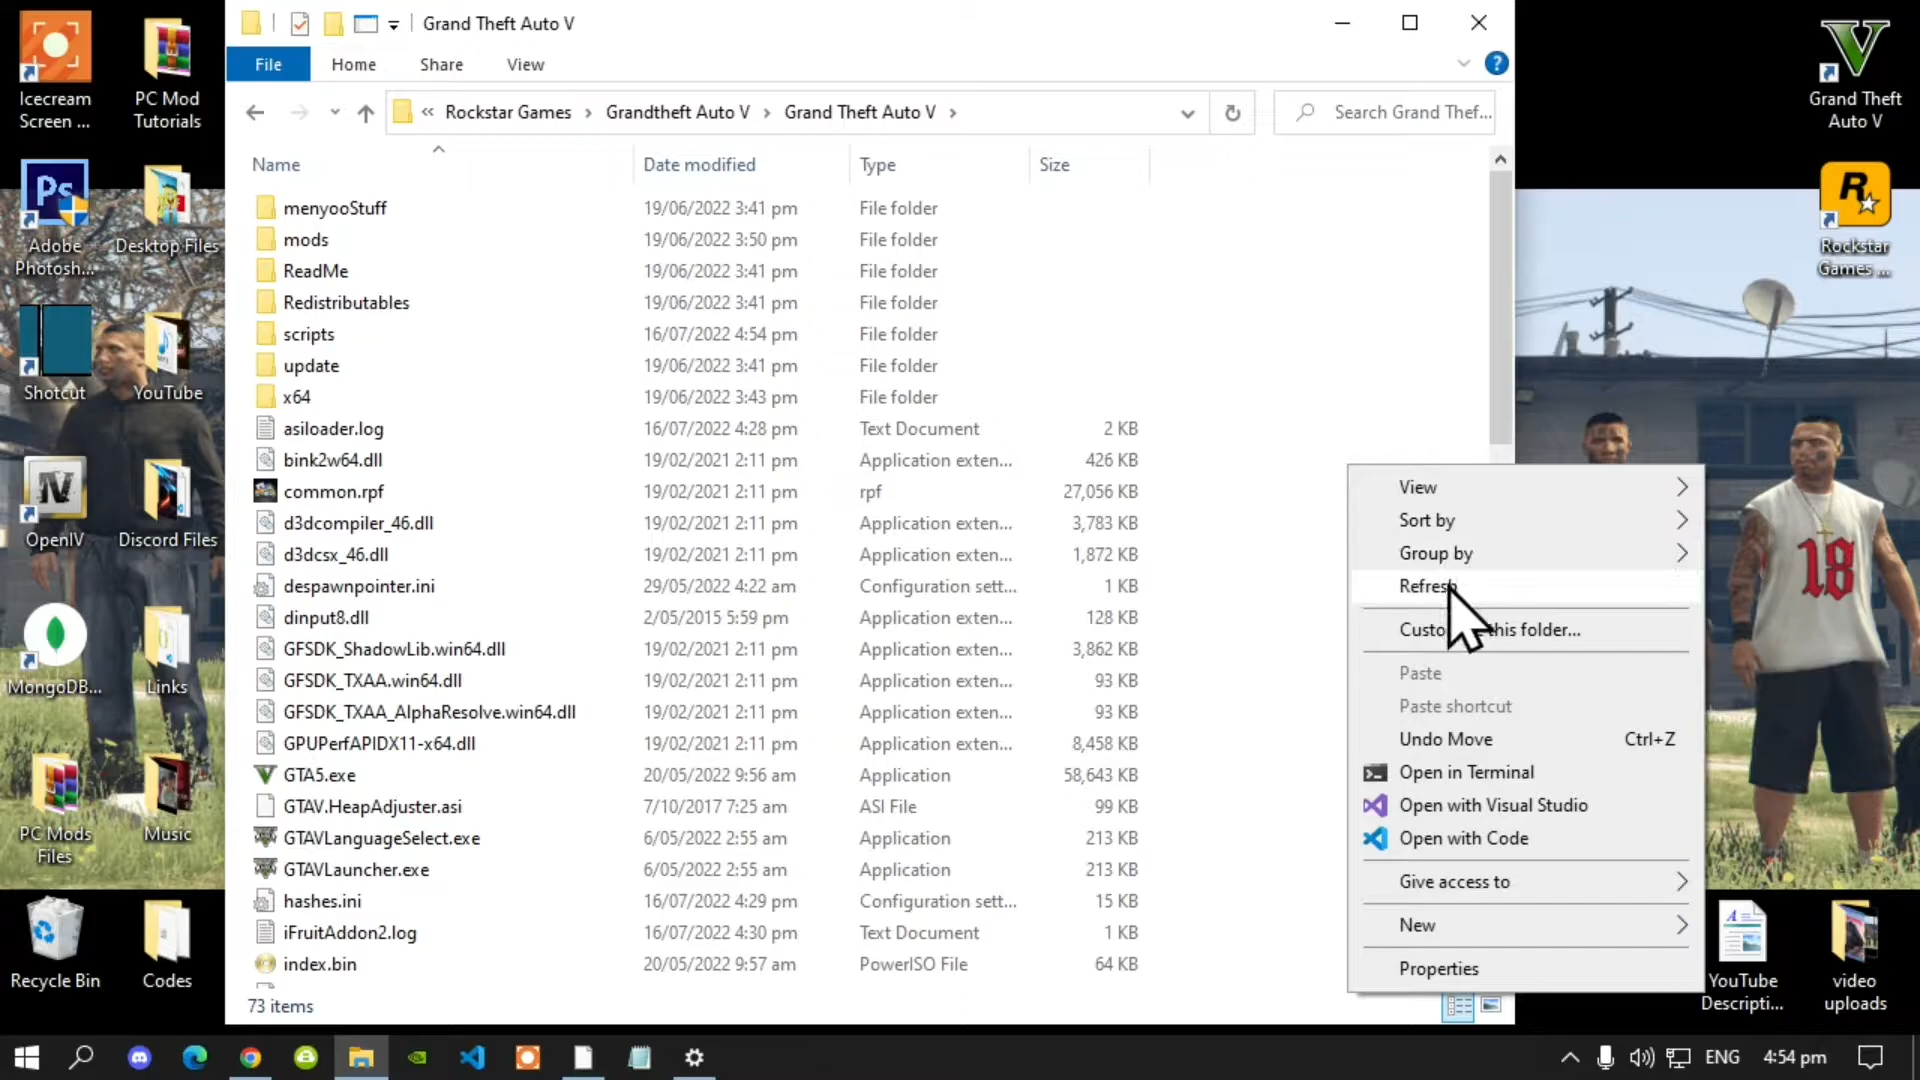 Grand Theft Auto V
File
Home
Share
View
?
«
Rockstar Games
Grandtheft Auto V
Grand Theft Auto V
Search Grand Thef...
Name
Date modified
Type
Size
menyooStuff 19/06/2022 3:41 pm File folder
mods 19/06/2022 3:50 pm File folder
ReadMe 19/06/2022 3:41 pm File folder
Redistributables 19/06/2022 3:41 pm File folder
scripts 16/07/2022 4:54 pm File folder
update 19/06/2022 3:41 pm File folder
x64 19/06/2022 3:43 pm File folder
asiloader.log 16/07/2022 4:28 pm Text Document 2 KB
bink2w64.dll 19/02/2021 2:11 pm Application exten... 426 KB
common.rpf 19/02/2021 2:11 pm rpf 27,056 KB
d3dcompiler_46.dll 19/02/2021 2:11 pm Application exten... 3,783 KB
d3dcsx_46.dll 19/02/2021 2:11 pm Application exten... 1,872 KB
despawnpointer.ini 29/05/2022 4:22 am Configuration sett... 1 KB
dinput8.dll 2/05/2015 5:59 pm Application exten... 128 KB
GFSDK_ShadowLib.win64.dll 19/02/2021 2:11 pm Application exten... 3,862 KB
GFSDK_TXAA.win64.dll 19/02/2021 2:11 pm Application exten... 93 KB
GFSDK_TXAA_AlphaResolve.win64.dll 19/02/2021 2:11 pm Application exten... 93 KB
GPUPerfAPIDX11-x64.dll 19/02/2021 2:11 pm Application exten... 8,458 KB
GTA5.exe 20/05/2022 9:56 am Application 58,643 KB
GTAV.HeapAdjuster.asi 7/10/2017 7:25 am ASI File 99 KB
GTAVLanguageSelect.exe 6/05/2022 2:55 am Application 213 KB
GTAVLauncher.exe 6/05/2022 2:55 am Application 213 KB
hashes.ini 16/07/2022 4:29 pm Configuration sett... 15 KB
iFruitAddon2.log 16/07/2022 4:30 pm Text Document 1 KB
index.bin 20/05/2022 9:57 am PowerISO File 64 KB
73 items
View
Sort by
Group by
Refresh
this folder...
Paste
Paste shortcut
Undo Move Ctrl+Z
Open in Terminal
Open with Visual Studio
Open with Code
Give access to
New
Properties
Icecream
Screen ...
PC Mod
Tutorials
Ps
Adobe
Photosh...
Desktop Files
Shotcut
YouTube
IV
OpenIV
Discord Files
MongoDB...
Links
PC Mods
Files
Music
Recycle Bin
Codes
V
Grand Theft
Auto V
R
Rockstar
Games ...
18
A
YouTube
Descripti...
video
uploads
ENG
4:54 pm